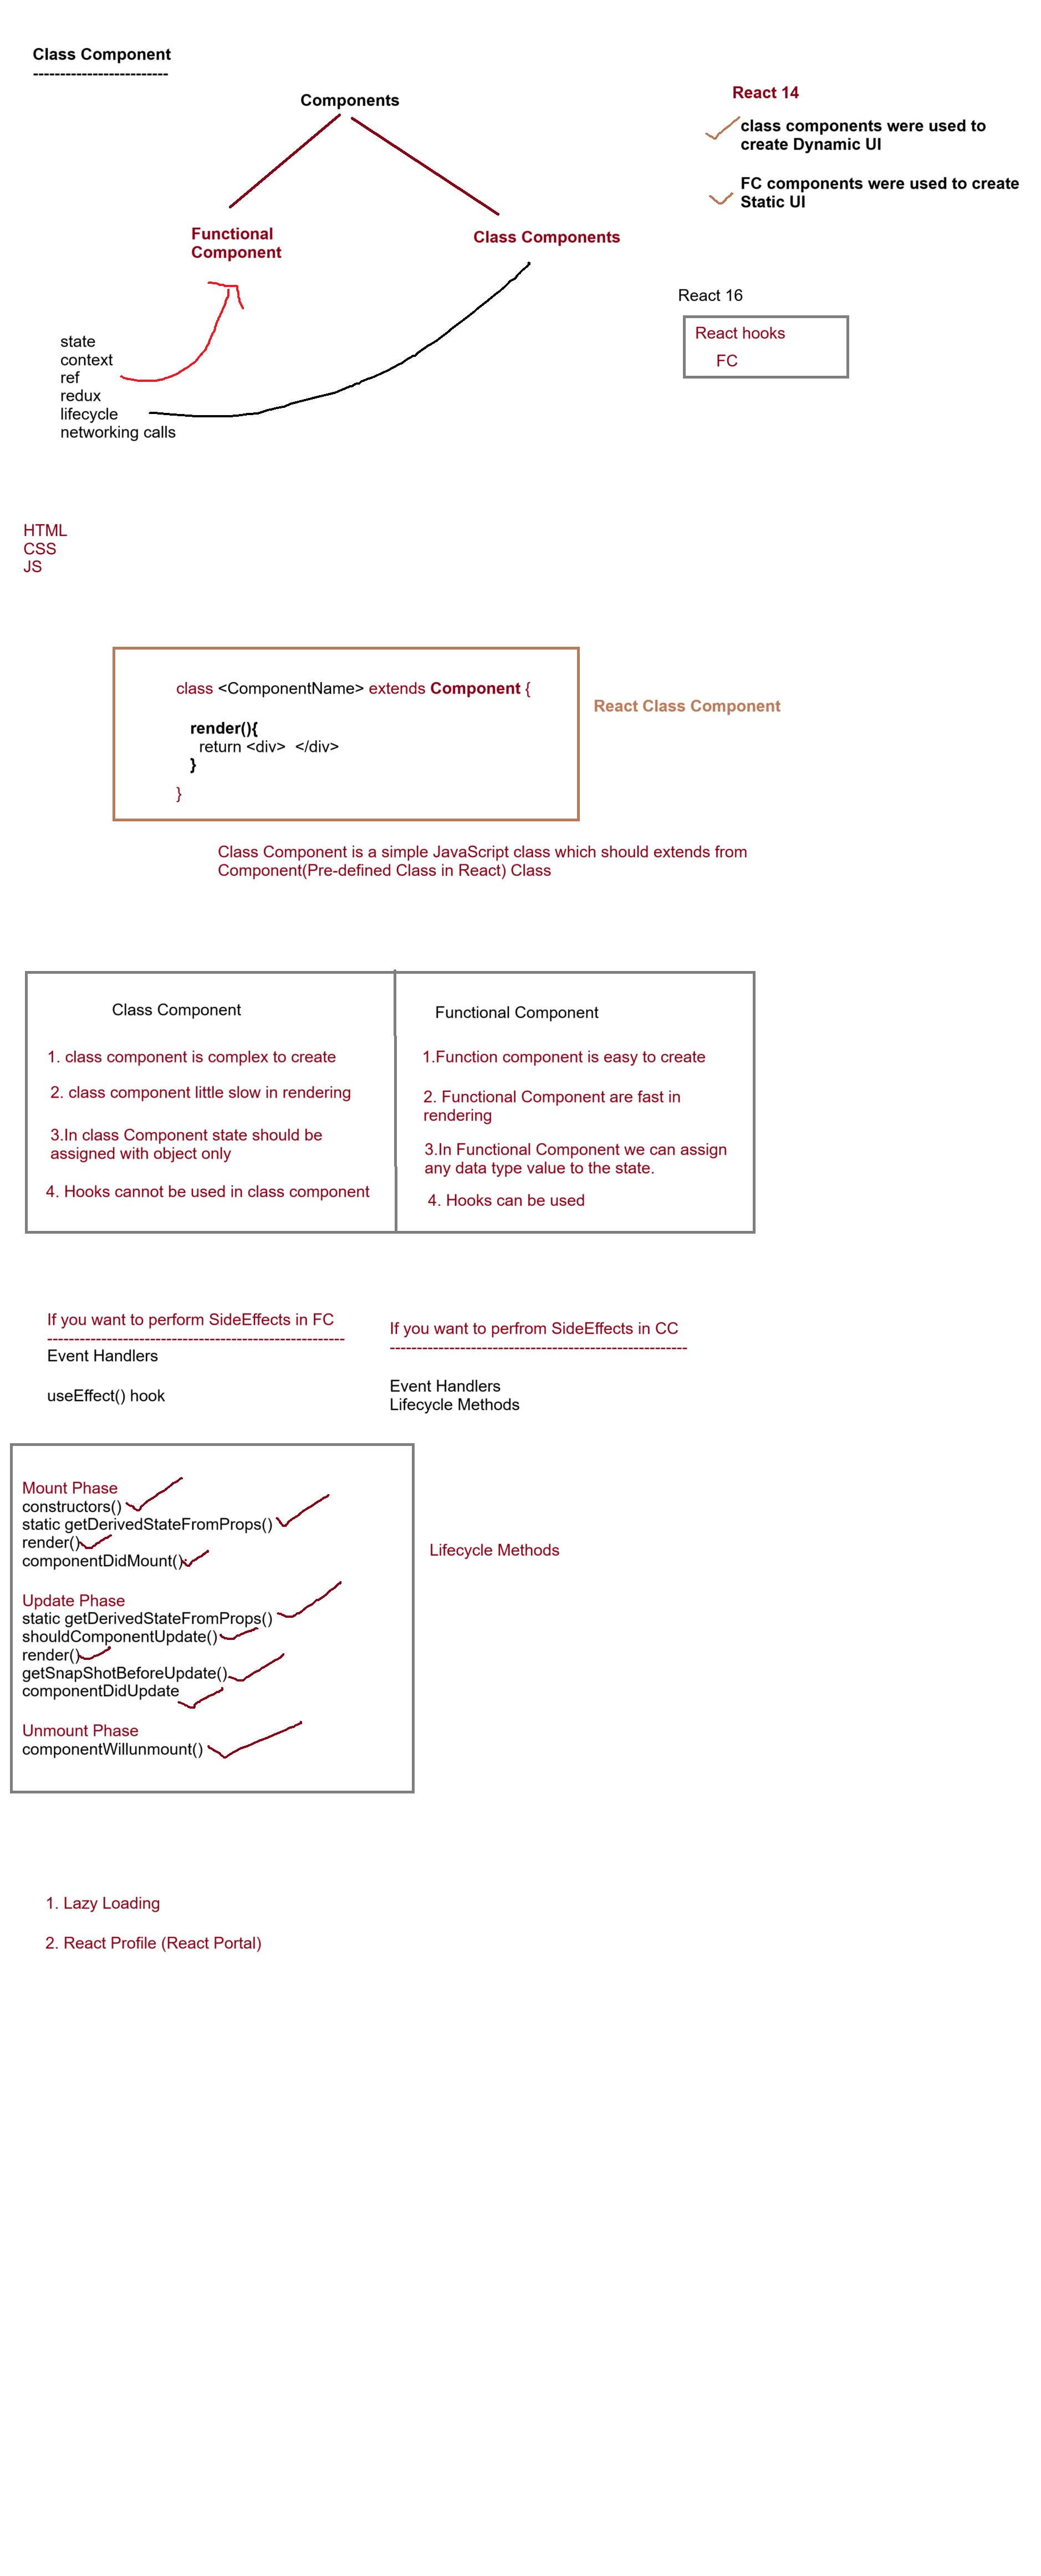 Class Component
-------------------------
Components
React 14
class components were used to
create Dynamic UI
FC components were used to create
Static UI
Functional
Component
Class Components
React 16
React hooks
FC
state
context
ref
redux
lifecycle
networking calls
HTML
CSS
JS
class <ComponentName> extends Component {
render(){
return <div>  </div>
}
}
React Class Component
Class Component is a simple JavaScript class which should extends from
Component(Pre-defined Class in React) Class
Class Component
1. class component is complex to create
2. class component little slow in rendering
3.In class Component state should be
assigned with object only
4. Hooks cannot be used in class component
Functional Component
1.Function component is easy to create
2. Functional Component are fast in
rendering
3.In Functional Component we can assign
any data type value to the state.
4. Hooks can be used
If you want to perform SideEffects in FC
-------------------------------------------------------
Event Handlers
useEffect() hook
If you want to perfrom SideEffects in CC
-------------------------------------------------------
Event Handlers
Lifecycle Methods
Mount Phase
constructors()
static getDerivedStateFromProps()
render()
componentDidMount()
Update Phase
static getDerivedStateFromProps()
shouldComponentUpdate()
render()
getSnapShotBeforeUpdate()
componentDidUpdate
Unmount Phase
componentWillunmount()
Lifecycle Methods
1. Lazy Loading
2. React Profile (React Portal)